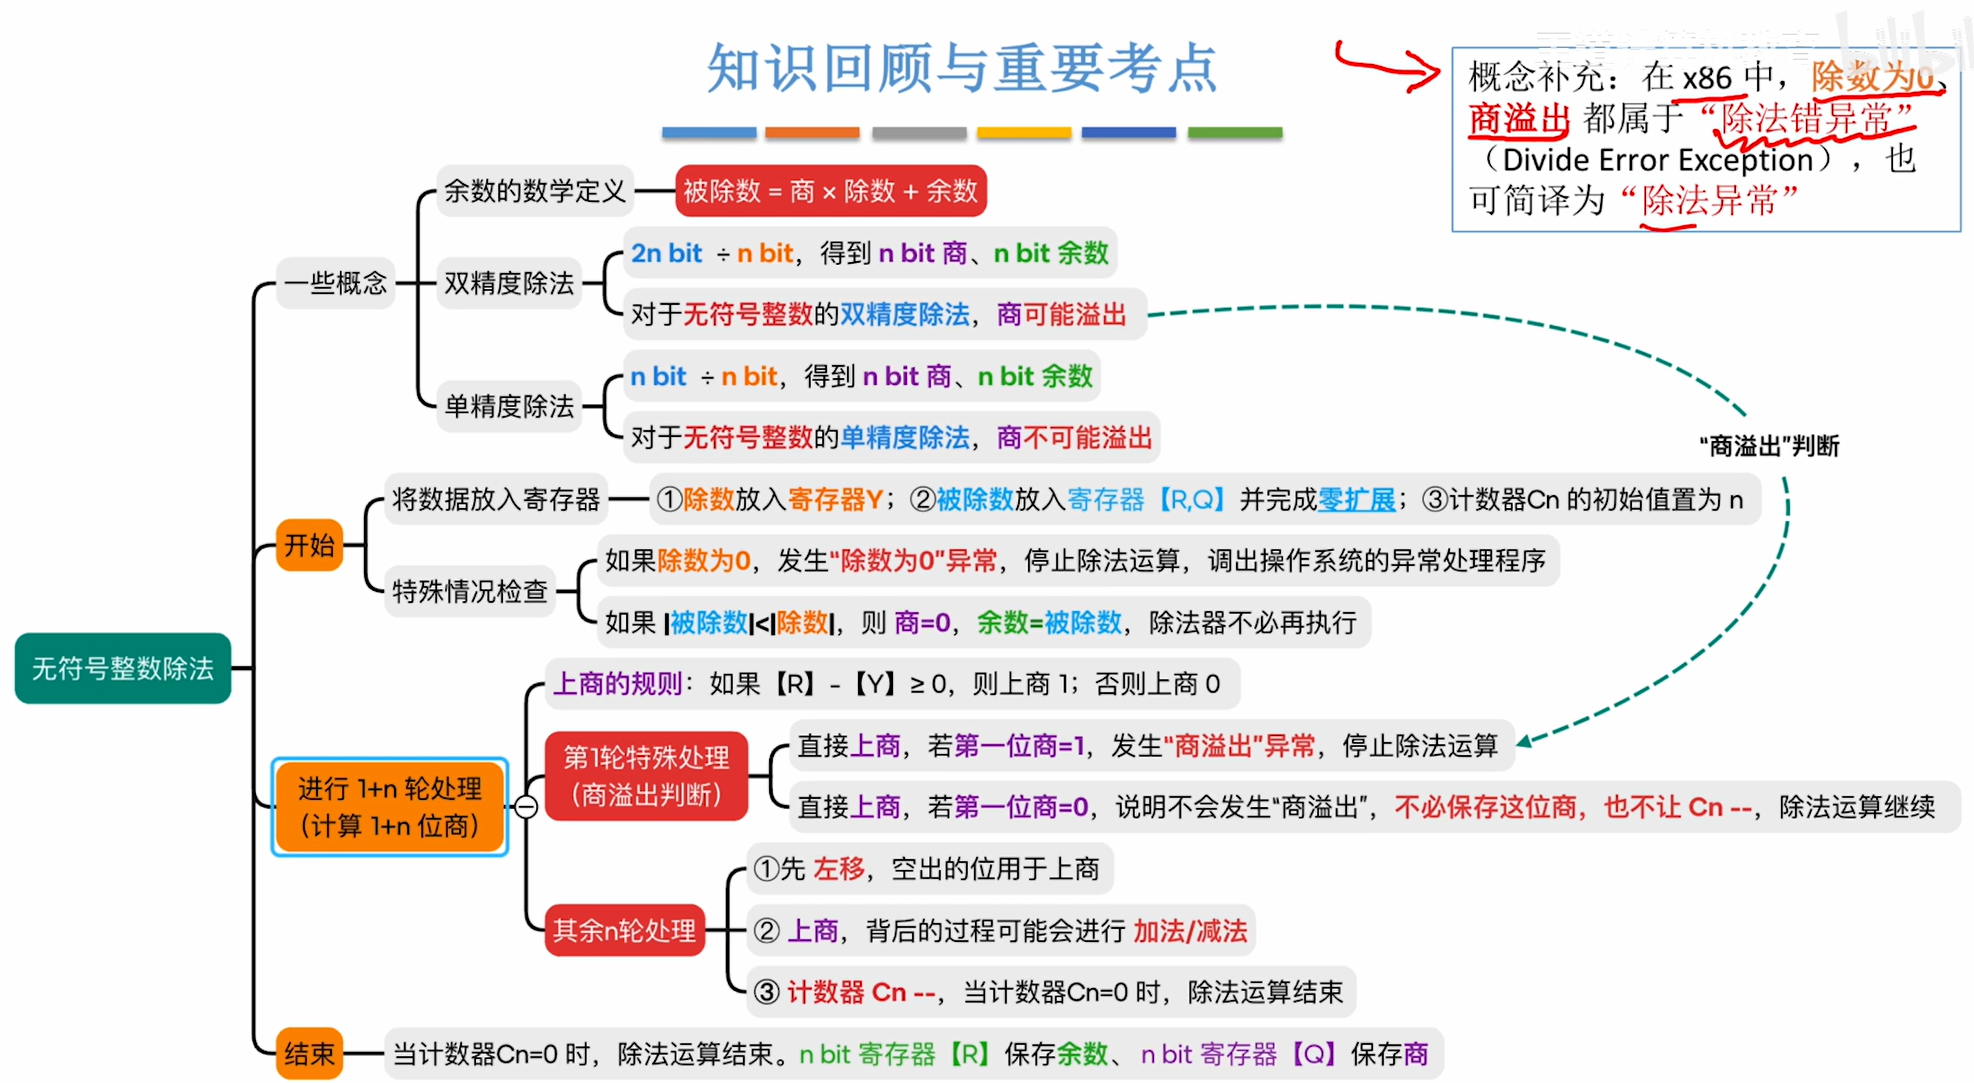 知识回顾与重要考点
概念补充：在 x86 中，除数为0、
商溢出 都属于“除法错异常”
（Divide Error Exception），也
可简译为“除法异常”
无符号整数除法
一些概念
余数的数学定义
被除数 = 商 × 除数 + 余数
双精度除法
2n bit ÷ n bit，得到 n bit 商、n bit 余数
对于无符号整数的双精度除法，商可能溢出
单精度除法
n bit ÷ n bit，得到 n bit 商、n bit 余数
对于无符号整数的单精度除法，商不可能溢出
“商溢出”判断
开始
将数据放入寄存器
①除数放入寄存器Y；②被除数放入寄存器【R,Q】并完成零扩展；③计数器Cn 的初始值置为 n
特殊情况检查
如果除数为0，发生“除数为0”异常，停止除法运算，调出操作系统的异常处理程序
如果 |被除数|<|除数|，则 商=0，余数=被除数，除法器不必再执行
进行 1+n 轮处理
（计算 1+n 位商）
上商的规则：如果【R】-【Y】≥ 0，则上商 1；否则上商 0
第1轮特殊处理
（商溢出判断）
直接上商，若第一位商=1，发生“商溢出”异常，停止除法运算
直接上商，若第一位商=0，说明不会发生“商溢出”，不必保存这位商，也不让 Cn --，除法运算继续
其余n轮处理
①先 左移，空出的位用于上商
② 上商，背后的过程可能会进行 加法/减法
③ 计数器 Cn --，当计数器Cn=0 时，除法运算结束
结束
当计数器Cn=0 时，除法运算结束。n bit 寄存器【R】保存余数、n bit 寄存器【Q】保存商